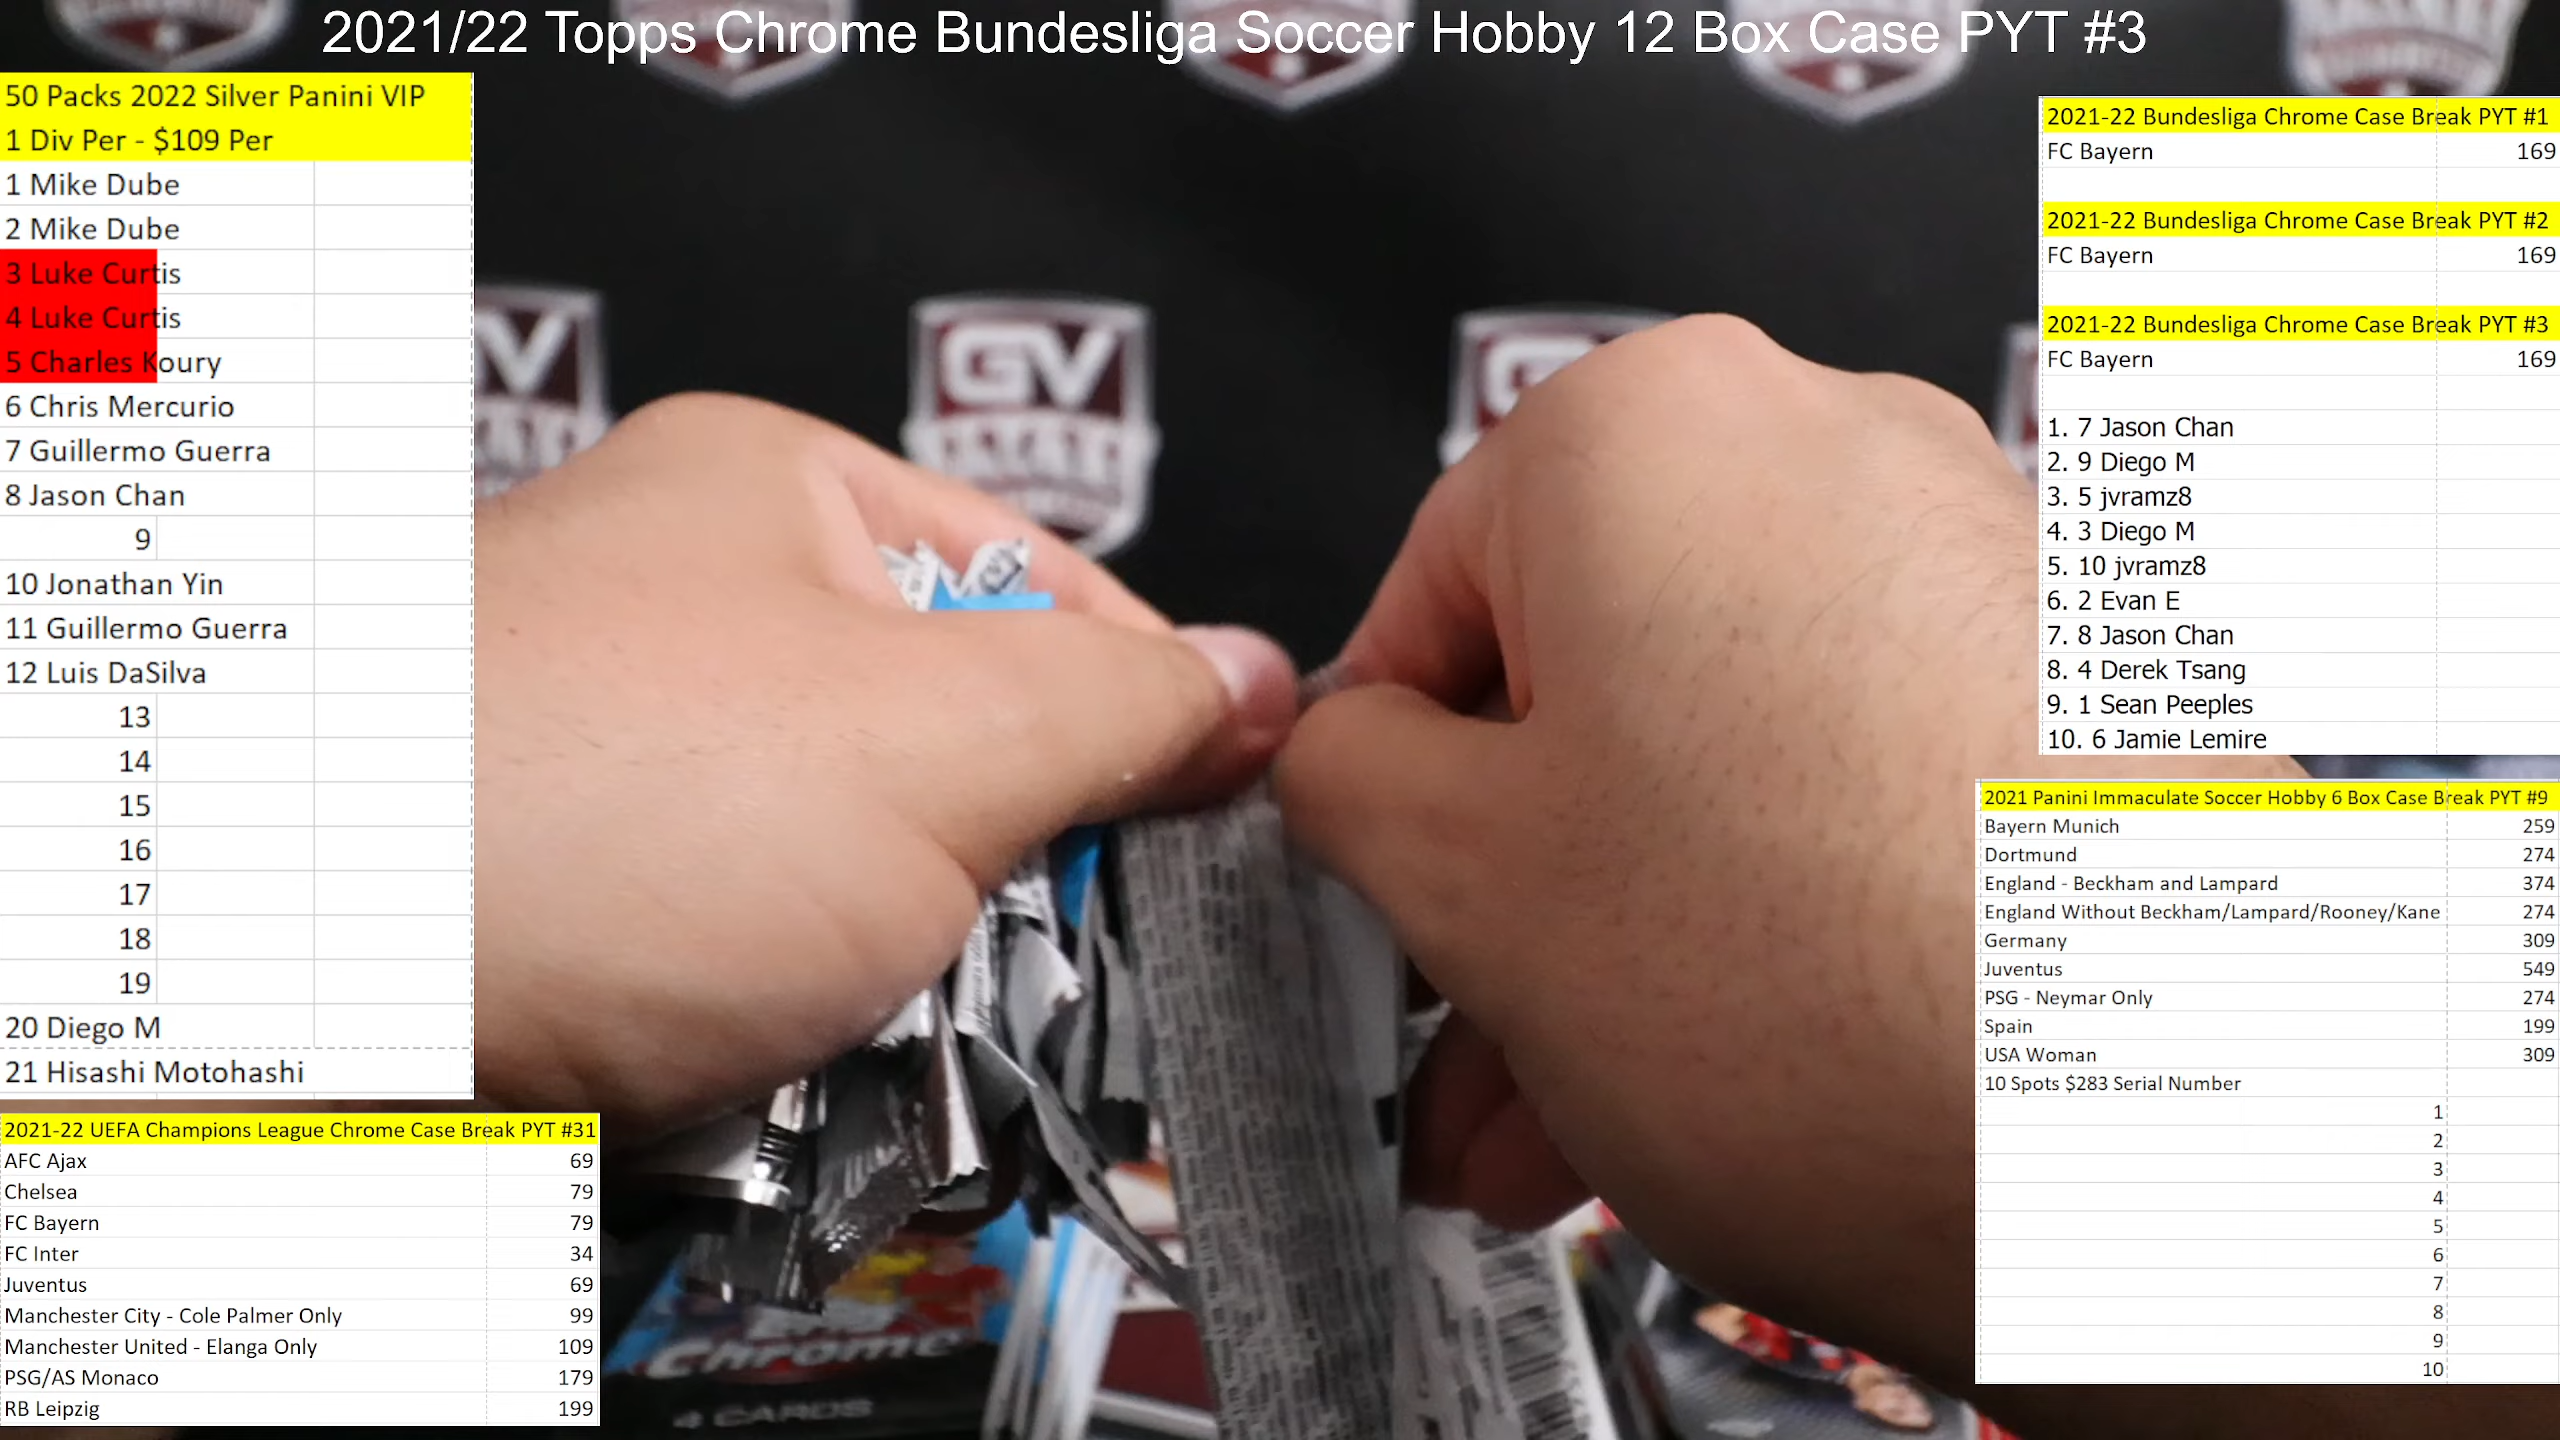 2021/22 Topps Chrome Bundesliga Soccer Hobby 12 Box Case PYT #3
50 Packs 2022 Silver Panini VIP
1 Div Per - $109 Per
1 Mike Dube
2 Mike Dube
3 Luke Curtis
4 Luke Curtis
5 Charles Koury
6 Chris Mercurio
7 Guillermo Guerra
8 Jason Chan
9
10 Jonathan Yin
11 Guillermo Guerra
12 Luis DaSilva
13
14
15
16
17
18
19
20 Diego M
21 Hisashi Motohashi
2021-22 UEFA Champions League Chrome Case Break PYT #31
AFC Ajax 69
Chelsea 79
FC Bayern 79
FC Inter 34
Juventus 69
Manchester City - Cole Palmer Only 99
Manchester United - Elanga Only 109
PSG/AS Monaco 179
RB Leipzig 199
GV
Chrome
4 CARDS
2021-22 Bundesliga Chrome Case Break PYT #1
FC Bayern 169
2021-22 Bundesliga Chrome Case Break PYT #2
FC Bayern 169
2021-22 Bundesliga Chrome Case Break PYT #3
FC Bayern 169
1. 7 Jason Chan
2. 9 Diego M
3. 5 jvramz8
4. 3 Diego M
5. 10 jvramz8
6. 2 Evan E
7. 8 Jason Chan
8. 4 Derek Tsang
9. 1 Sean Peeples
10. 6 Jamie Lemire
2021 Panini Immaculate Soccer Hobby 6 Box Case Break PYT #9
Bayern Munich 259
Dortmund 274
England - Beckham and Lampard 374
England Without Beckham/Lampard/Rooney/Kane 274
Germany 309
Juventus 549
PSG - Neymar Only 274
Spain 199
USA Woman 309
10 Spots $283 Serial Number
1
2
3
4
5
6
7
8
9
10